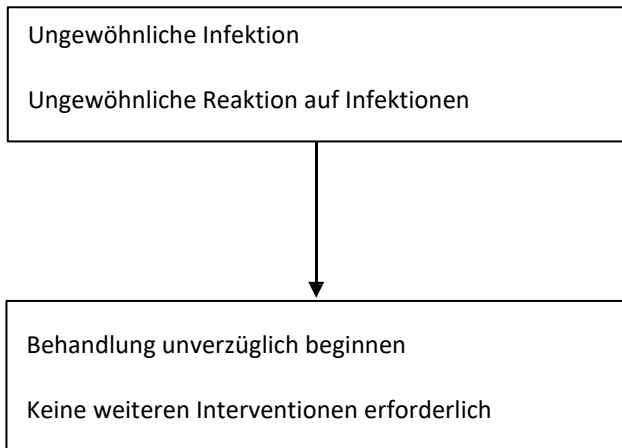 Ungewöhnliche Infektion
Ungewöhnliche Reaktion auf Infektionen
Behandlung unverzüglich beginnen
Keine weiteren Interventionen erforderlich